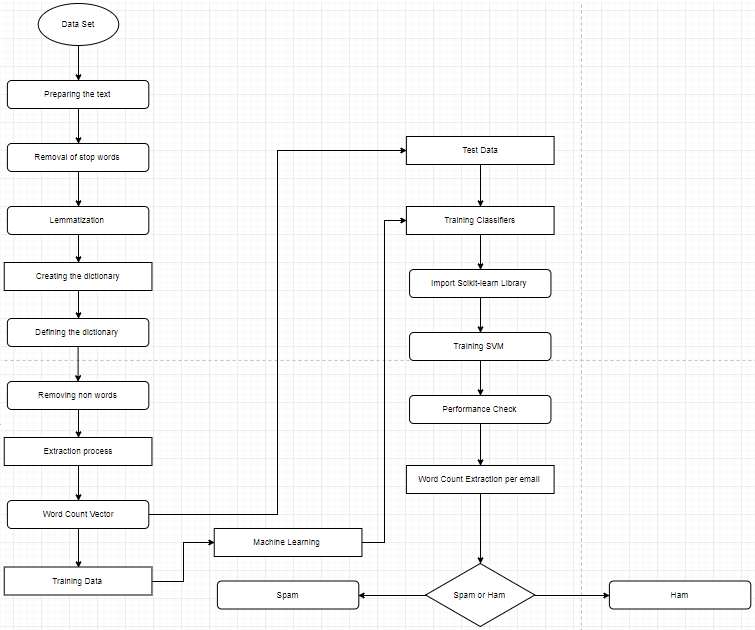 Data Set
Preparing the text
Removal of stop words
Lemmatization
Creating the dictionary
Defining the dictionary
Removing non words
Extraction process
Word Count Vector
Training Data
Machine Learning
Test Data
Training Classifiers
Import Scikit-learn Library
Training SVM
Performance Check
Word Count Extraction per email
Spam or Ham
Spam
Ham